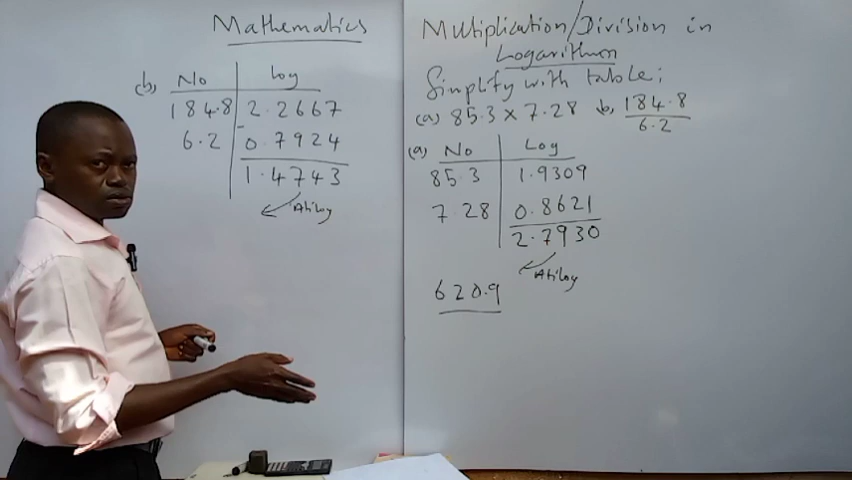 Mathematics
(b) No Log
184.8 2.2667
6.2 - 0.7924
1.4743
Atilog
Multiplication/Division in
Logarithm
Simplify with table;
(a) 85.3 x 7.28 b, 184.8
6.2
(a) No Log
85.3 1.9309
7.28 0.8621
2.7930
Atilog
620.9